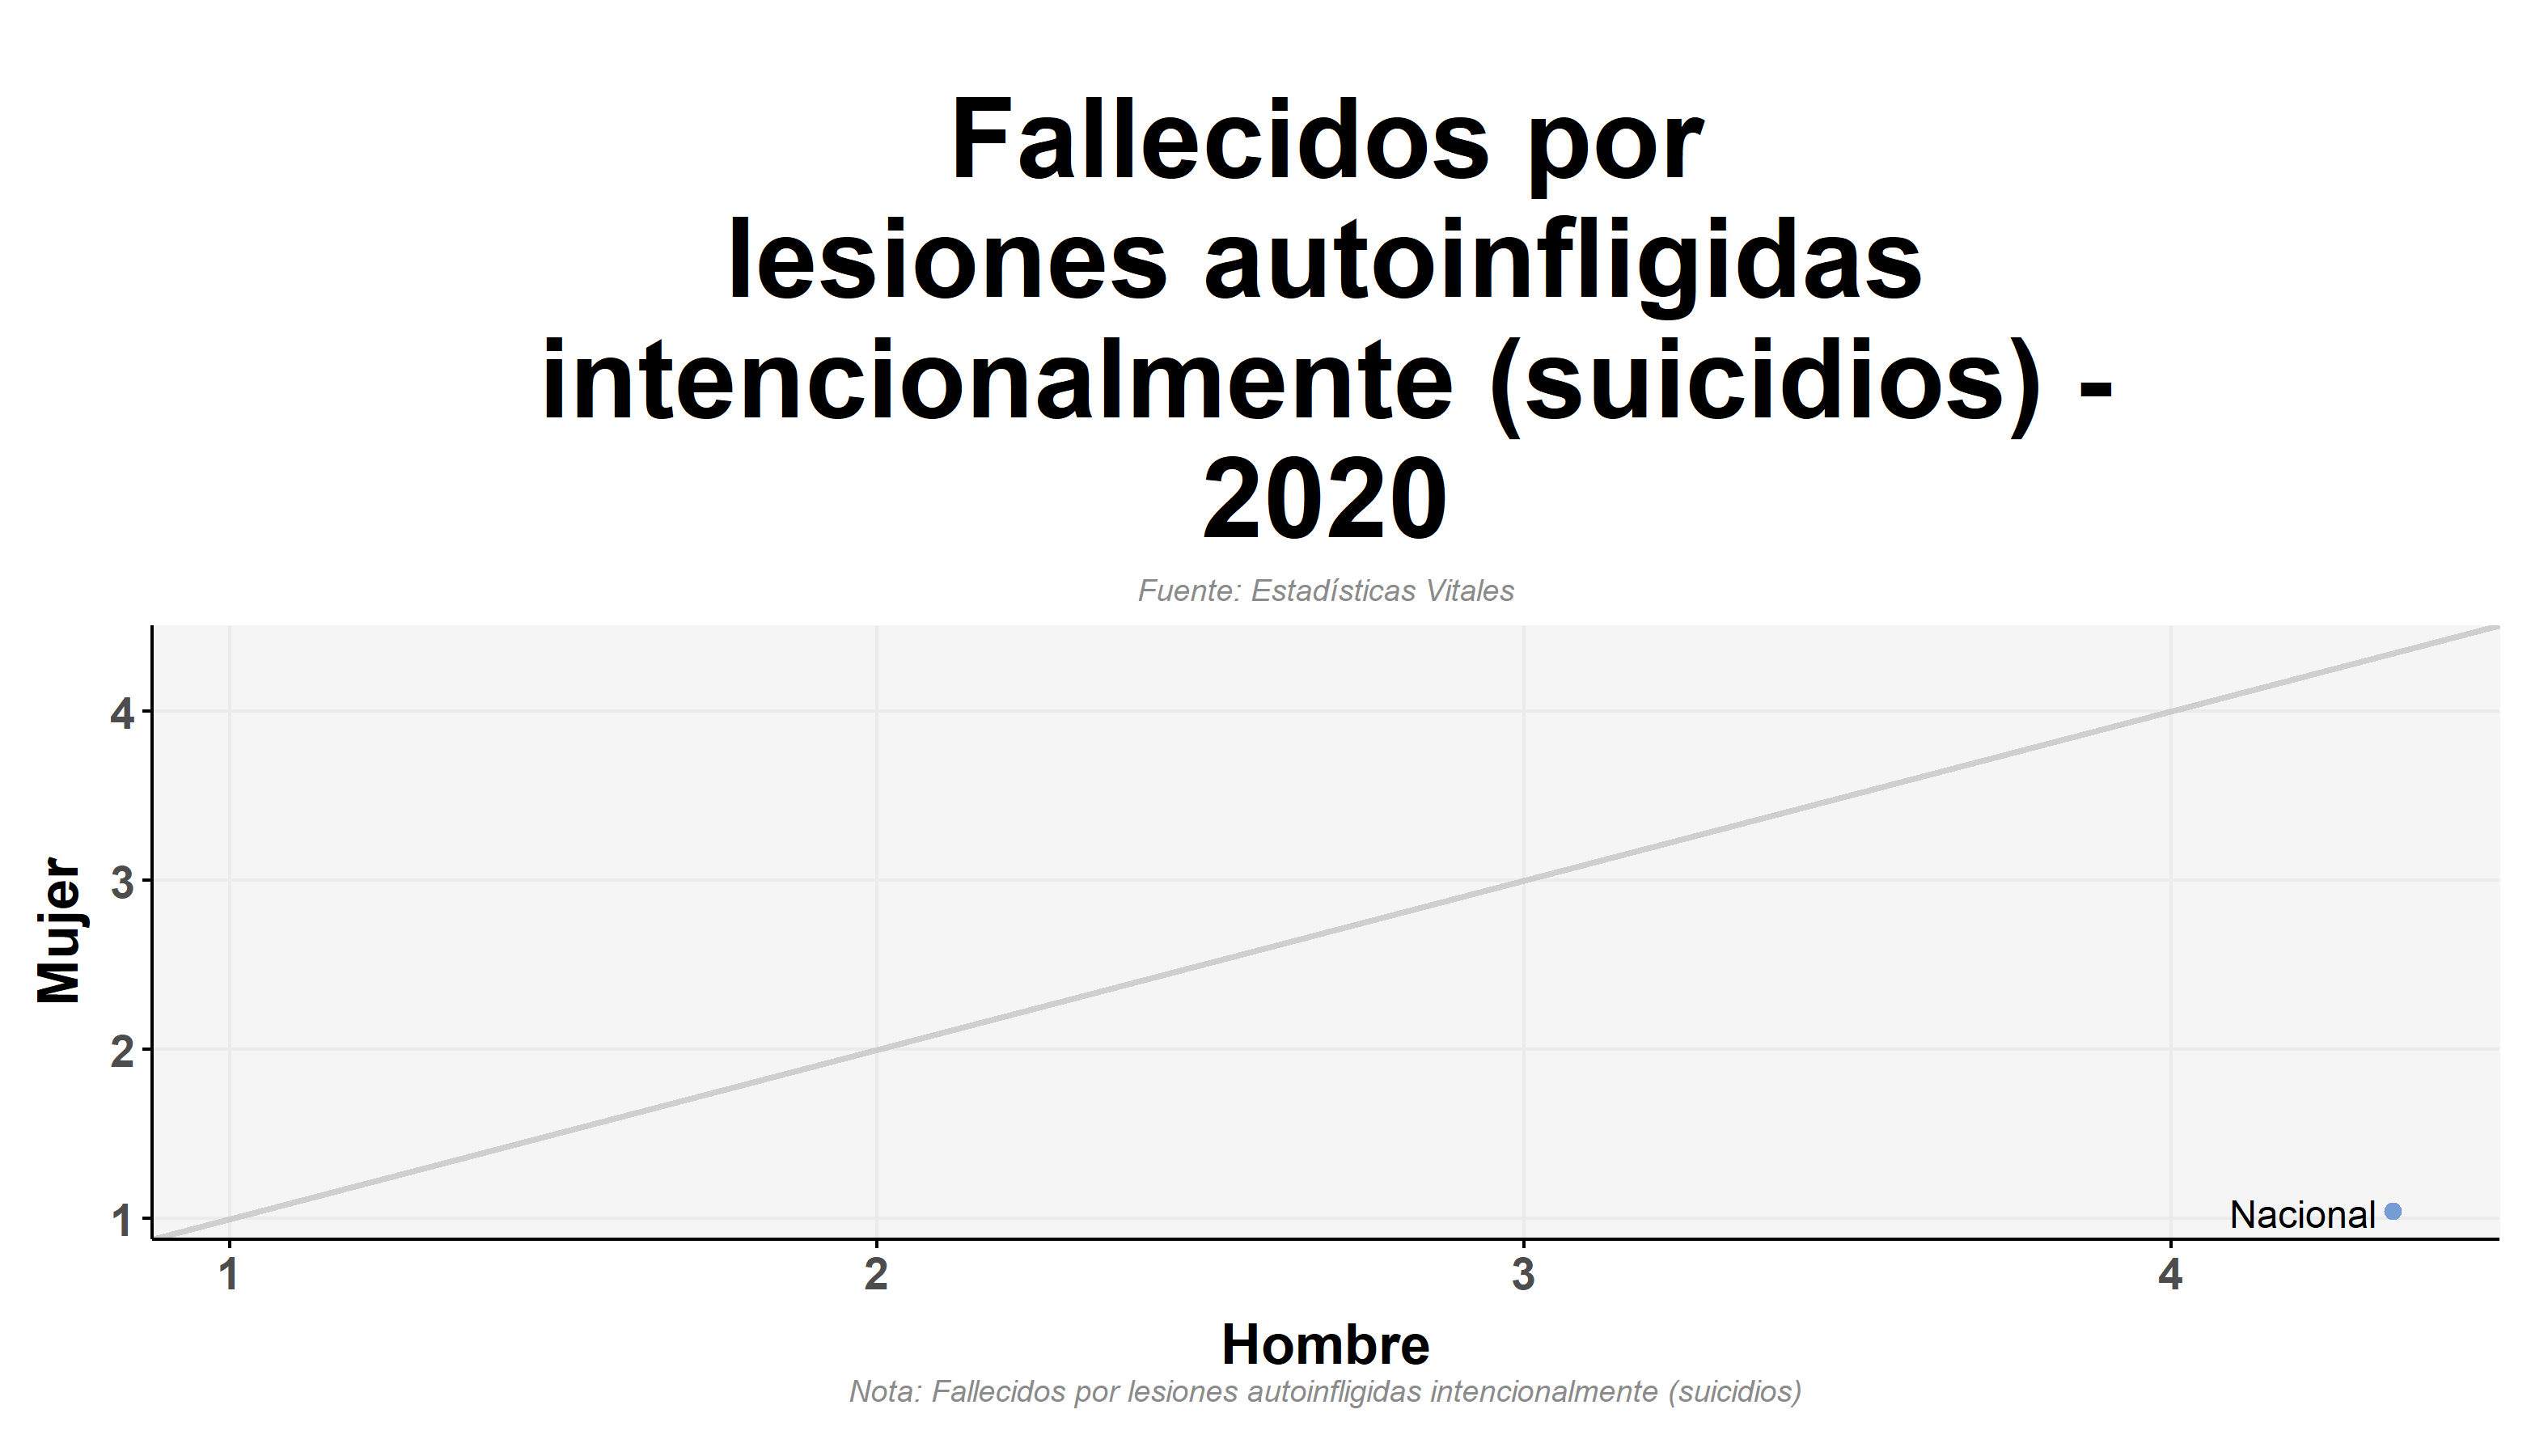 Fallecidos por
lesiones autoinfligidas
intencionalmente (suicidios) -
2020
Fuente: Estadísticas Vitales
4
3
2
1
Mujer
Nacional
1 2 3 4
Hombre
Nota: Fallecidos por lesiones autoinfligidas intencionalmente (suicidios)